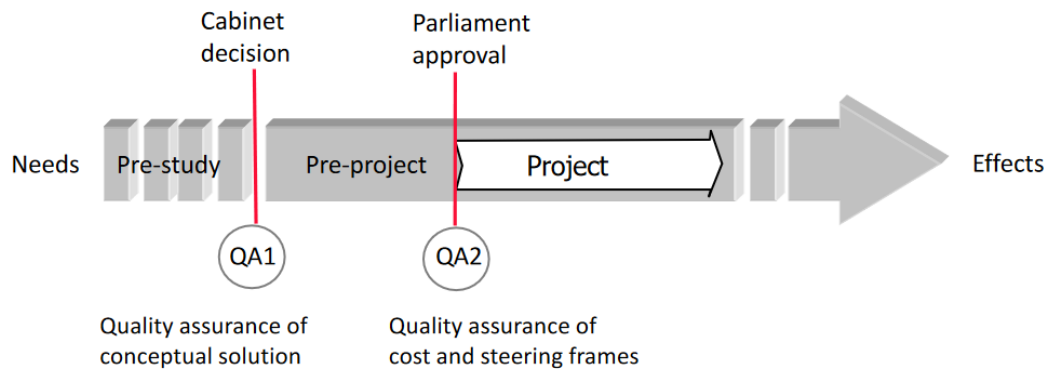 Cabinet
decision
Parliament
approval
Needs
Pre-study
Pre-project
Project
Effects
QA1
QA2
Quality assurance of
conceptual solution
Quality assurance of
cost and steering frames